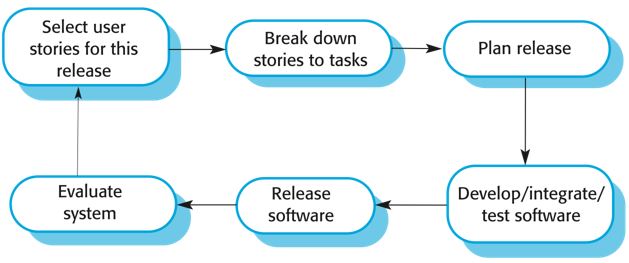 Select user
stories for this
release
Break down
stories to tasks
Plan release
Develop/integrate/
test software
Release
software
Evaluate
system